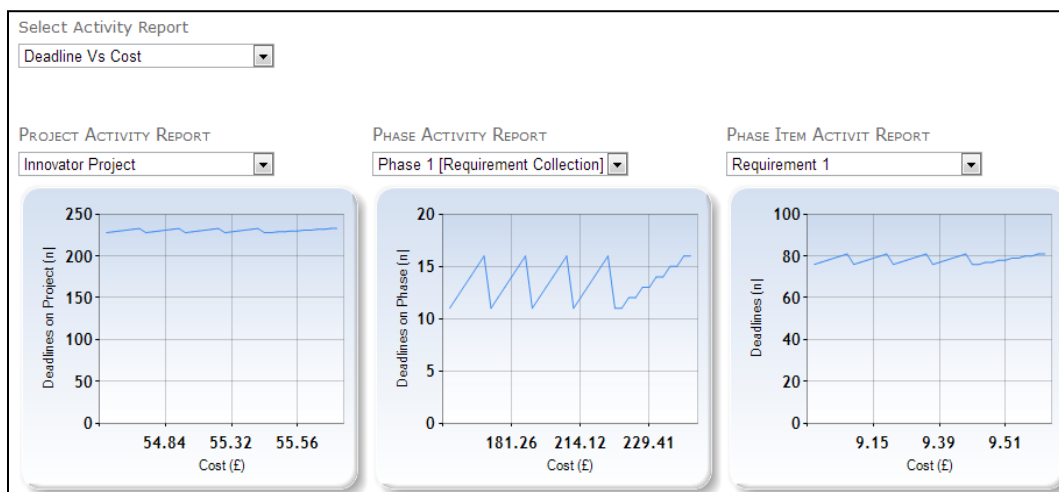 Select Activity Report
Deadline Vs Cost
PROJECT ACTIVITY REPORT
Innovator Project
250
200
150
100
50
0
Deadlines on Project [n]
54.84 55.32 55.56
Cost (£)
PHASE ACTIVITY REPORT
Phase 1 [Requirement Collection]
20
15
10
5
0
Deadlines on Phase [n]
181.26 214.12 229.41
Cost (£)
PHASE ITEM ACTIVIT REPORT
Requirement 1
100
80
60
40
20
0
Deadlines [n]
9.15 9.39 9.51
Cost (£)